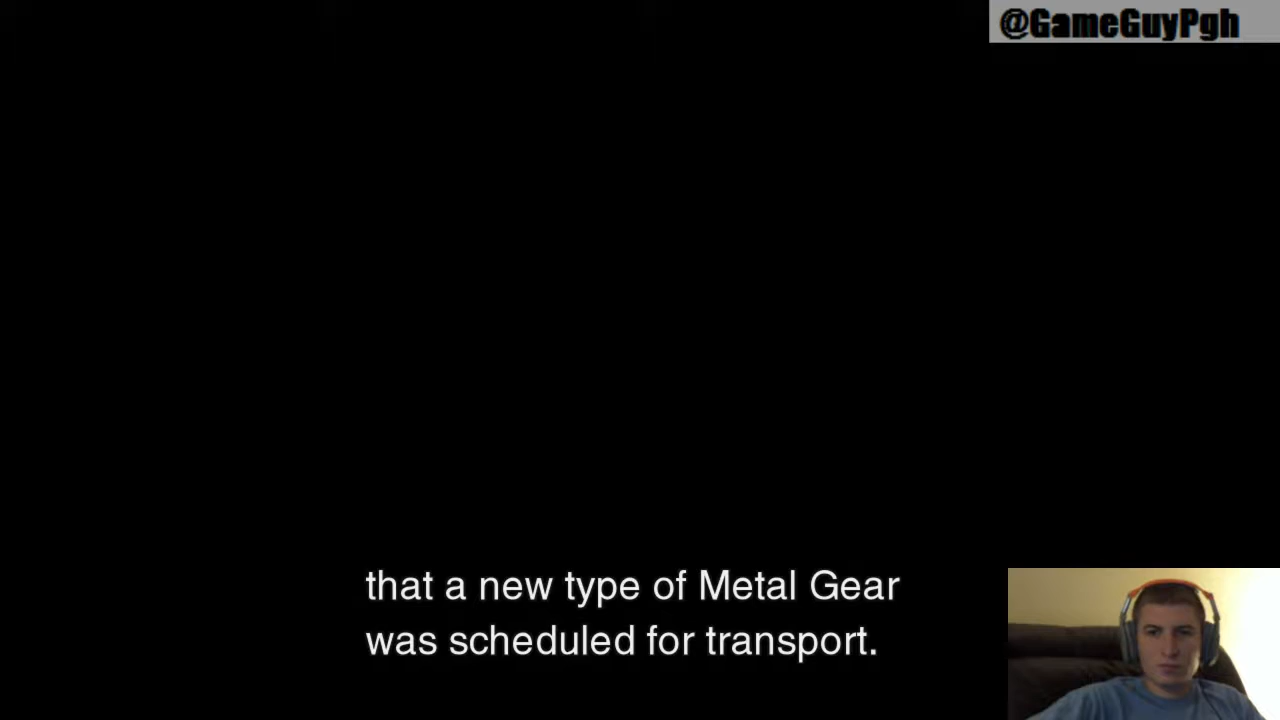 @GameGuyPgh
that a new type of Metal Gear
was scheduled for transport.